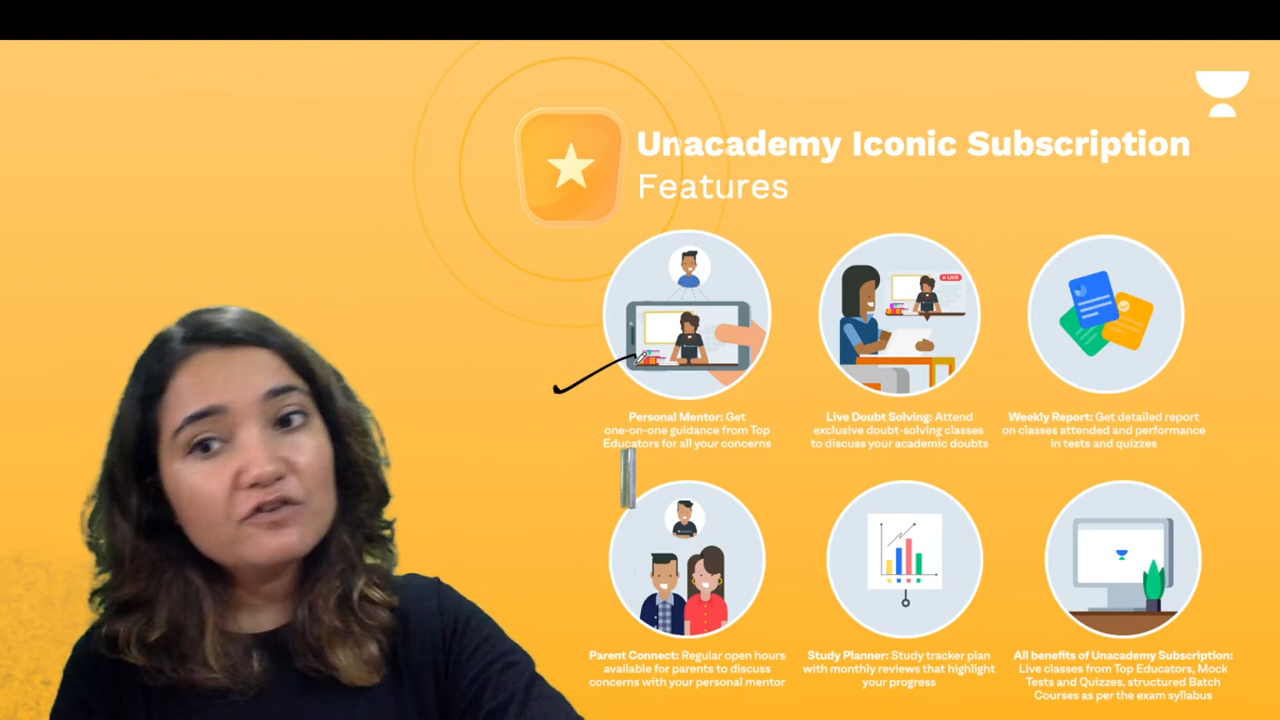 Unacademy Iconic Subscription
Features
LIVE
Personal Mentor: Get
one-on-one guidance from Top
Educators for all your concerns
Live Doubt Solving: Attend
exclusive doubt-solving classes
to discuss your academic doubts
Weekly Report: Get detailed report
on classes attended and performance
in tests and quizzes
Parent Connect: Regular open hours
available for parents to discuss
concerns with your personal mentor
Study Planner: Study tracker plan
with monthly reviews that highlight
your progress
All benefits of Unacademy Subscription:
Live classes from Top Educators, Mock
Tests and Quizzes, structured Batch
Courses as per the exam syllabus